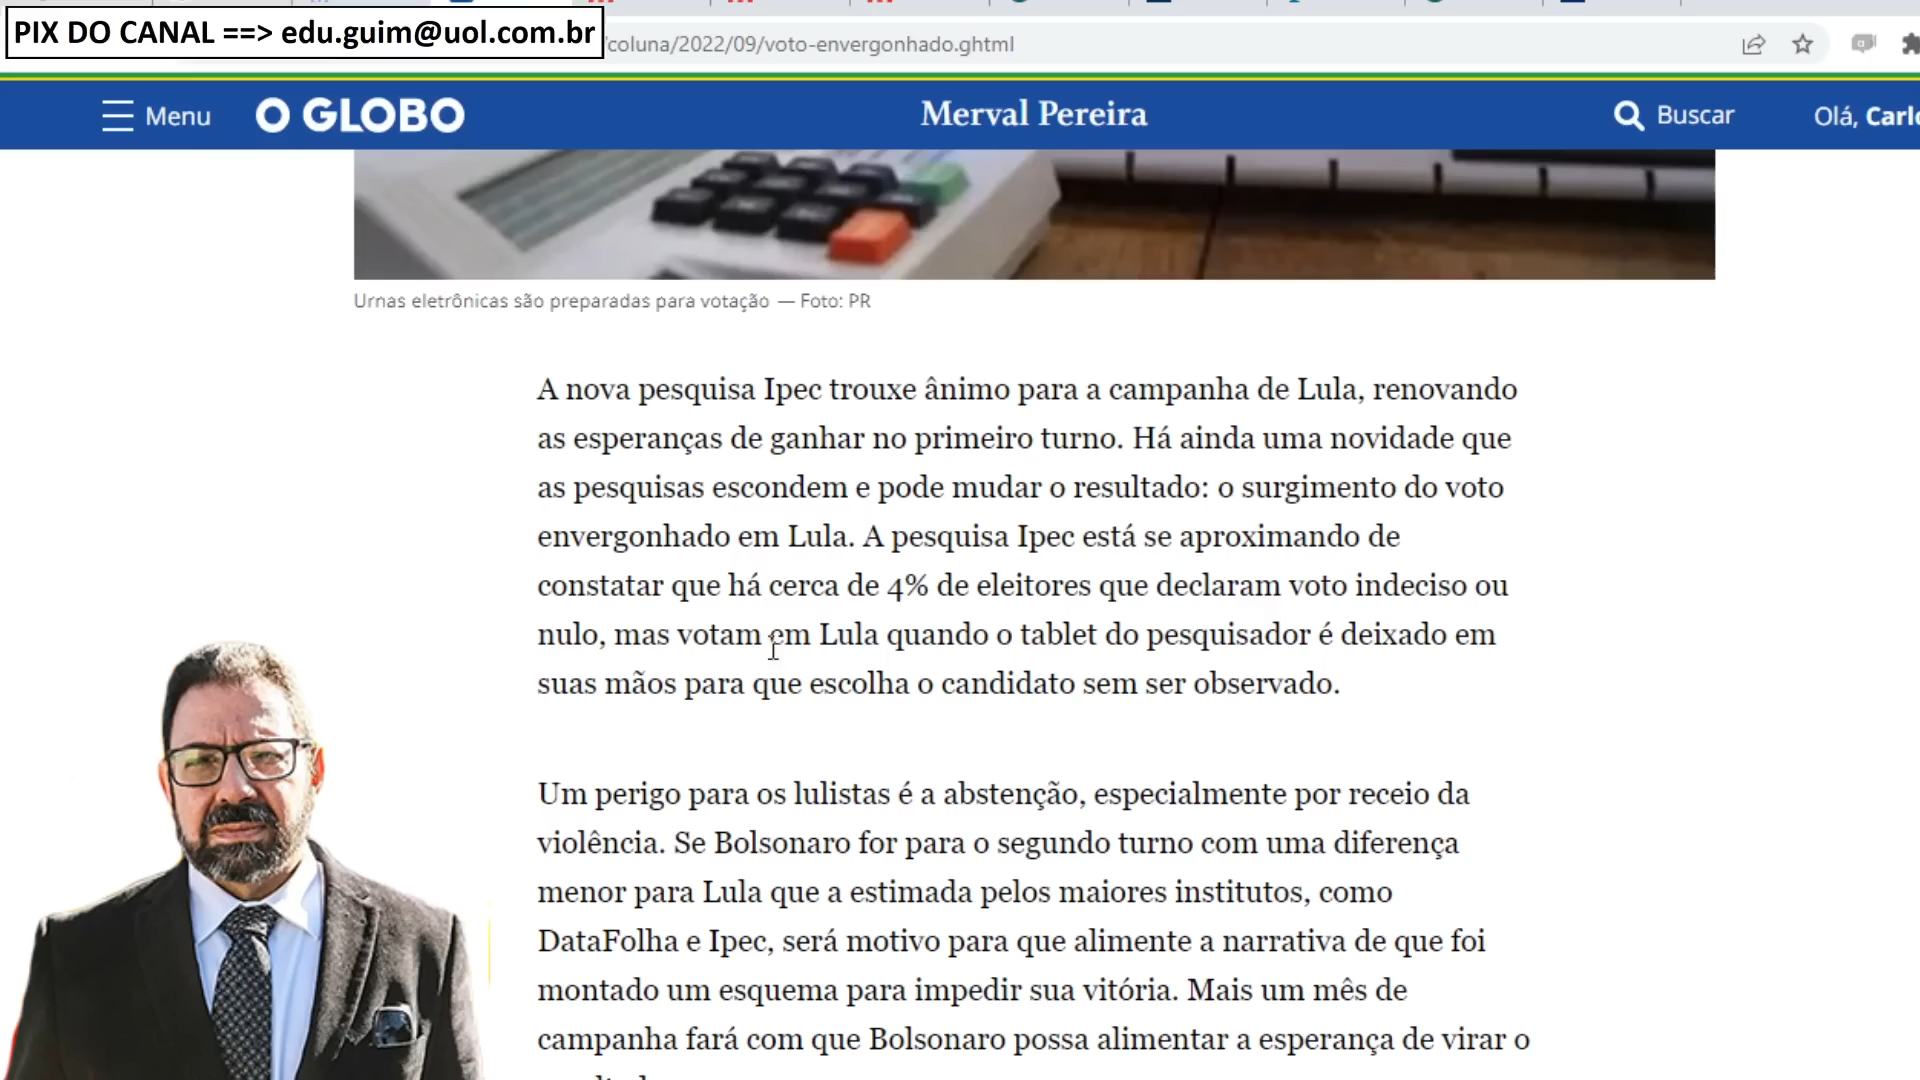 PIX DO CANAL ==> edu.guim@uol.com.br
/coluna/2022/09/voto-envergonhado.ghtml
Menu
O GLOBO
Merval Pereira
Buscar
Olá, Carlo
Urnas eletrônicas são preparadas para votação — Foto: PR
A nova pesquisa Ipec trouxe ânimo para a campanha de Lula, renovando
as esperanças de ganhar no primeiro turno. Há ainda uma novidade que
as pesquisas escondem e pode mudar o resultado: o surgimento do voto
envergonhado em Lula. A pesquisa Ipec está se aproximando de
constatar que há cerca de 4% de eleitores que declaram voto indeciso ou
nulo, mas votam em Lula quando o tablet do pesquisador é deixado em
suas mãos para que escolha o candidato sem ser observado.
Um perigo para os lulistas é a abstenção, especialmente por receio da
violência. Se Bolsonaro for para o segundo turno com uma diferença
menor para Lula que a estimada pelos maiores institutos, como
DataFolha e Ipec, será motivo para que alimente a narrativa de que foi
montado um esquema para impedir sua vitória. Mais um mês de
campanha fará com que Bolsonaro possa alimentar a esperança de virar o